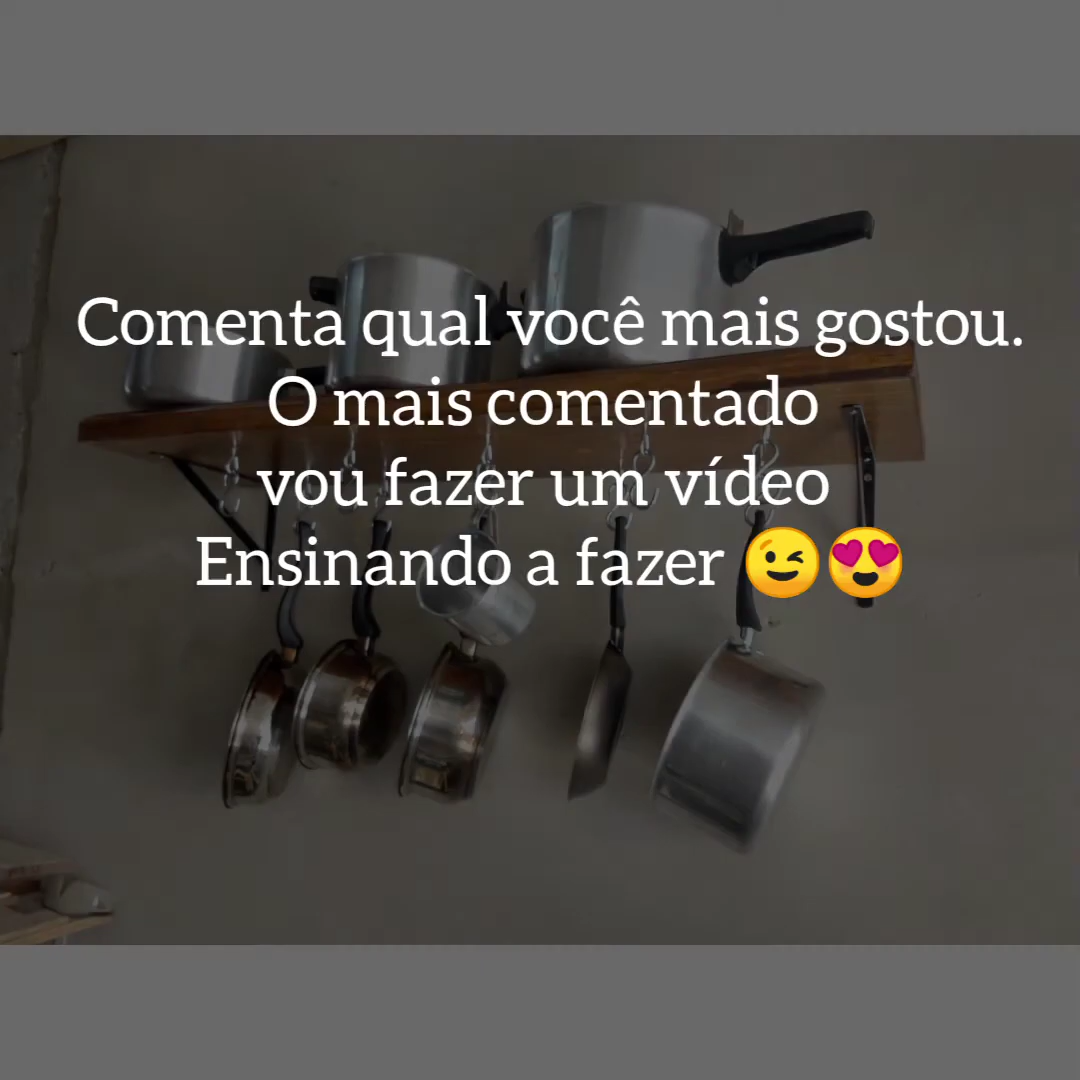 Comenta qual você mais gostou.
O mais comentado
vou fazer um vídeo
Ensinando a fazer 😉😍